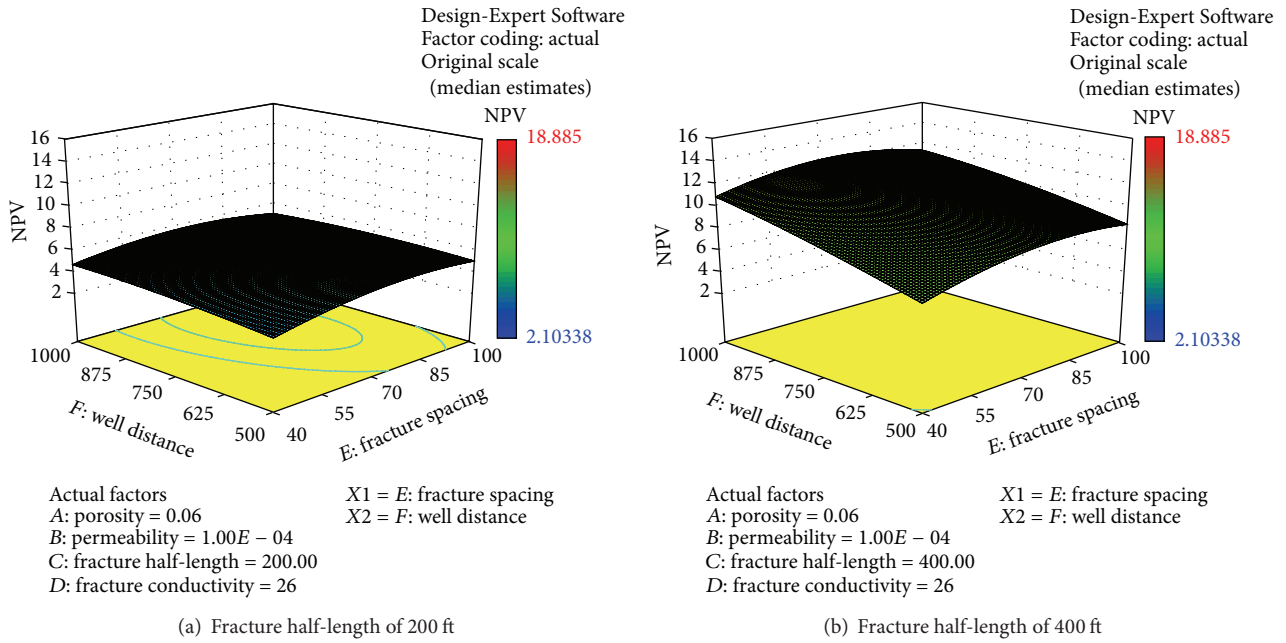 Design-Expert Software
Factor coding: actual
Original scale
(median estimates)
NPV
18.885
2.10338
16
14
12
10
8
6
4
2
NPV
1000
875
750
625
500
F: well distance
40
55
70
85
100
E: fracture spacing
Actual factors
A: porosity = 0.06
B: permeability = 1.00E − 04
C: fracture half-length = 200.00
D: fracture conductivity = 26
X1 = E: fracture spacing
X2 = F: well distance
(a) Fracture half-length of 200 ft
Design-Expert Software
Factor coding: actual
Original scale
(median estimates)
NPV
18.885
2.10338
16
14
12
10
8
6
4
2
NPV
1000
875
750
625
500
F: well distance
40
55
70
85
100
E: fracture spacing
Actual factors
A: porosity = 0.06
B: permeability = 1.00E − 04
C: fracture half-length = 400.00
D: fracture conductivity = 26
X1 = E: fracture spacing
X2 = F: well distance
(b) Fracture half-length of 400 ft